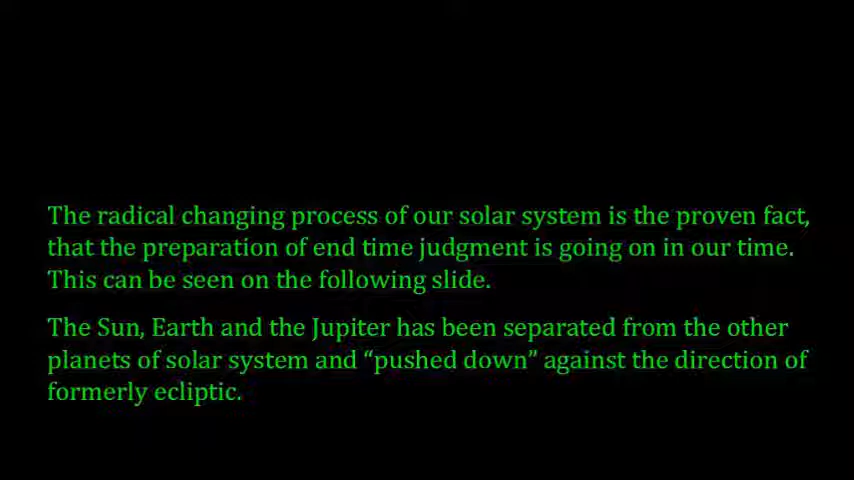 The radical changing process of our solar system is the proven fact,
that the preparation of end time judgment is going on in our time.
This can be seen on the following slide.
The Sun, Earth and the Jupiter has been separated from the other
planets of solar system and “pushed down” against the direction of
formerly ecliptic.